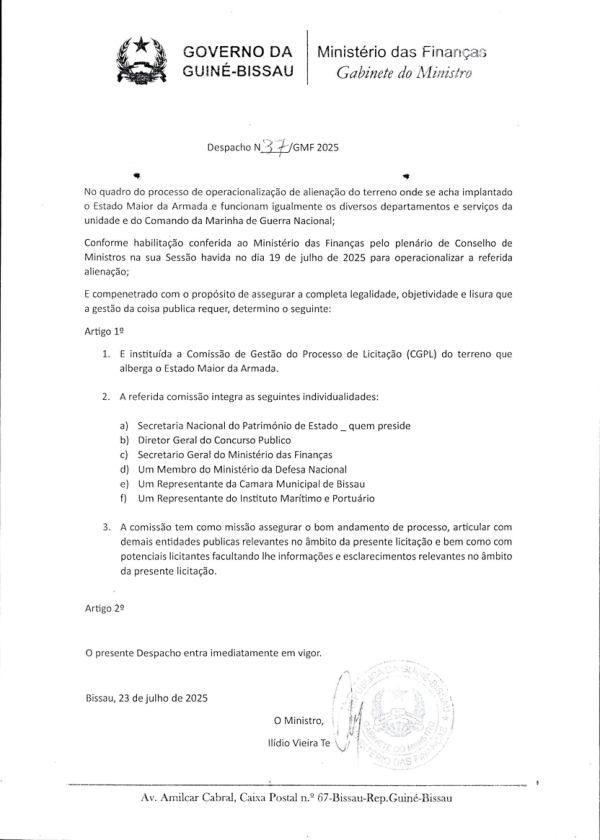 GOVERNO DA
GUINÉ-BISSAU
Ministério das Finanças
Gabinete do Ministro
Despacho N 37/GMF 2025
No quadro do processo de operacionalização de alienação do terreno onde se acha implantado
o Estado Maior da Armada e funcionam igualmente os diversos departamentos e serviços da
unidade e do Comando da Marinha de Guerra Nacional;
Conforme habilitação conferida ao Ministério das Finanças pelo plenário de Conselho de
Ministros na sua Sessão havida no dia 19 de julho de 2025 para operacionalizar a referida
alienação;
E compenetrado com o propósito de assegurar a completa legalidade, objetividade e lisura que
a gestão da coisa publica requer, determino o seguinte:
Artigo 1º
1. E instituída a Comissão de Gestão do Processo de Licitação (CGPL) do terreno que
alberga o Estado Maior da Armada.
2. A referida comissão integra as seguintes individualidades:
a) Secretaria Nacional do Património de Estado _ quem preside
b) Diretor Geral do Concurso Publico
c) Secretario Geral do Ministério das Finanças
d) Um Membro do Ministério da Defesa Nacional
e) Um Representante da Camara Municipal de Bissau
f) Um Representante do Instituto Marítimo e Portuário
3. A comissão tem como missão assegurar o bom andamento de processo, articular com
demais entidades publicas relevantes no âmbito da presente licitação e bem como com
potenciais licitantes facultando lhe informações e esclarecimentos relevantes no âmbito
da presente licitação.
Artigo 2º
O presente Despacho entra imediatamente em vigor.
Bissau, 23 de julho de 2025
O Ministro,
Ilídio Vieira Te
GABINETE DO MINISTRO
Av. Amilcar Cabral, Caixa Postal n.º 67-Bissau-Rep.Guiné-Bissau